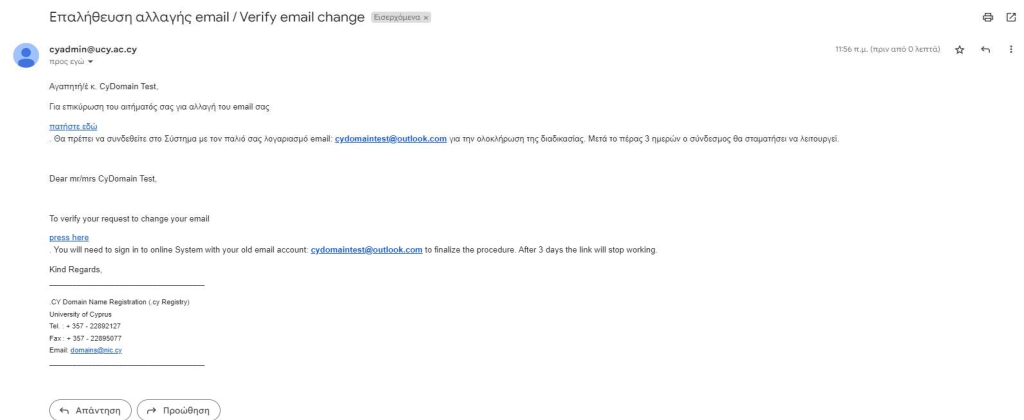 Επαλήθευση αλλαγής email / Verify email change Εισερχόμενα ×
cyadmin@ucy.ac.cy 11:56 π.μ. (πριν από 0 λεπτά)
προς εγώ
Αγαπητή/έ κ. CyDomain Test,
Για επικύρωση του αιτήματός σας για αλλαγή του email σας
πατήστε εδώ
. Θα πρέπει να συνδεθείτε στο Σύστημα με τον παλιό σας λογαριασμό email: cydomaintest@outlook.com για την ολοκλήρωση της διαδικασίας. Μετά το πέρας 3 ημερών ο σύνδεσμος θα σταματήσει να λειτουργεί.
Dear mr/mrs CyDomain Test,
To verify your request to change your email
press here
. You will need to sign in to online System with your old email account: cydomaintest@outlook.com to finalize the procedure. After 3 days the link will stop working.
Kind Regards,
.CY Domain Name Registration (.cy Registry)
University of Cyprus
Tel. : + 357 - 22892127
Fax : + 357 - 22895077
Email: domains@nic.cy
Απάντηση Προώθηση